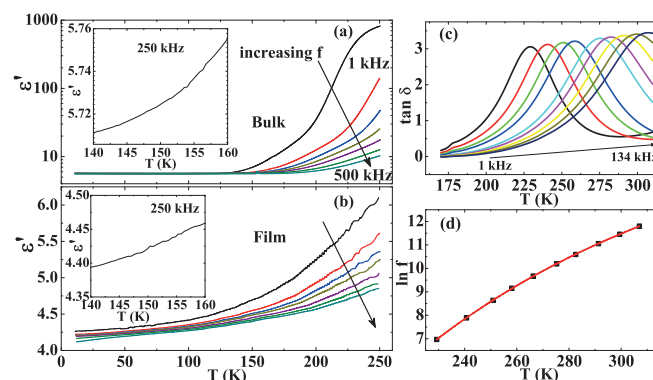 (a)
1000
100
10
ε'
5.76
5.74
5.72
ε'
250 kHz
140 145 150 155 160
T (K)
increasing f
1 kHz
Bulk
500 kHz
(b)
6.0
5.5
5.0
4.5
4.0
ε'
4.50
4.43
4.39
4.35
ε'
250 kHz
140 145 150 155 160
T (K)
Film
0 50 100 150 200 250
T (K)
(c)
3
2
1
0
tan δ
1 kHz
134 kHz
175 200 225 250 275 300
T (K)
(d)
12
11
10
9
8
7
ln f
240 260 280 300
T (K)